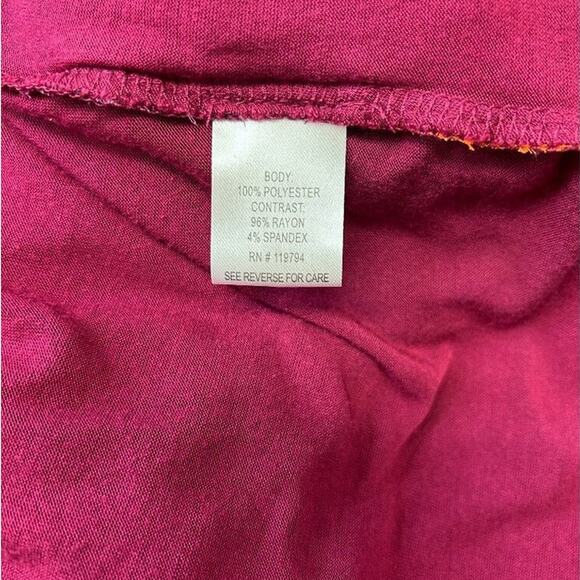 BODY:
100% POLYESTER
CONTRAST:
96% RAYON
4% SPANDEX
RN # 119794
SEE REVERSE FOR CARE